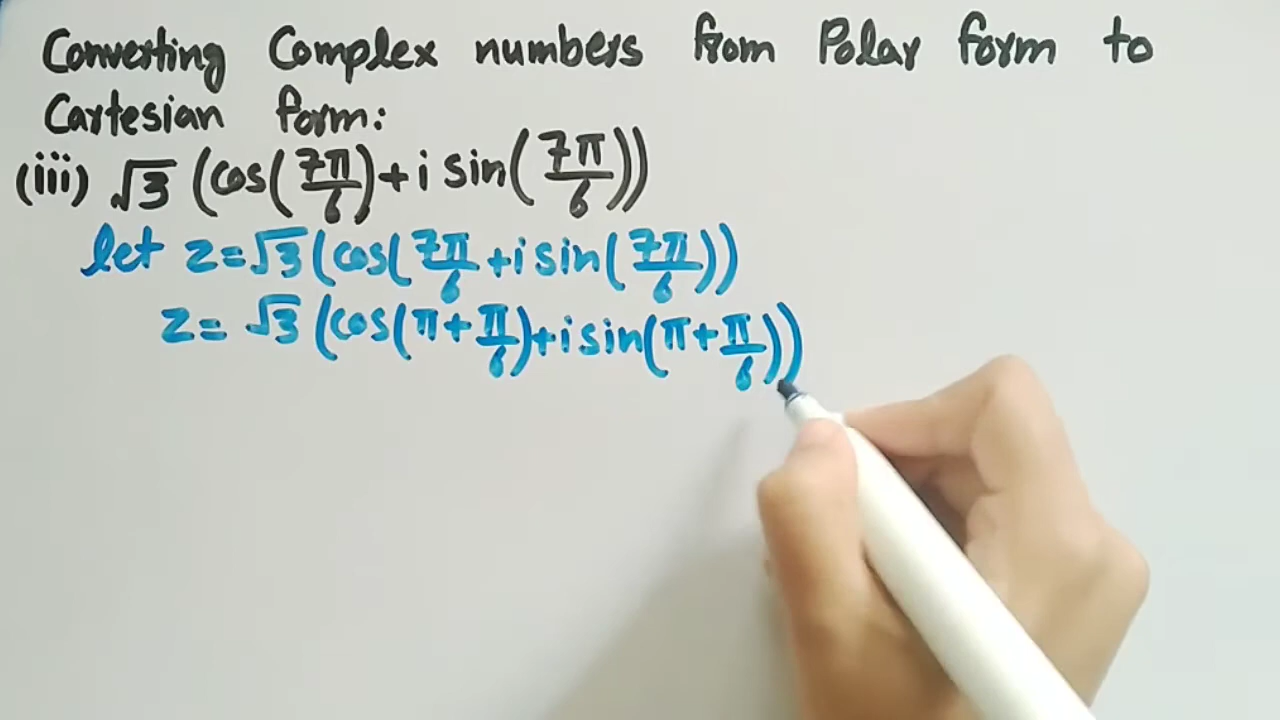 Converting Complex numbers from Polar form to
Cartesian form:
(iii) √3 (cos(7π/6)+i sin(7π/6))
let z=√3(cos(7π/6+i sin(7π/6))
z= √3 (cos(π+π/6)+i sin(π+π/6))